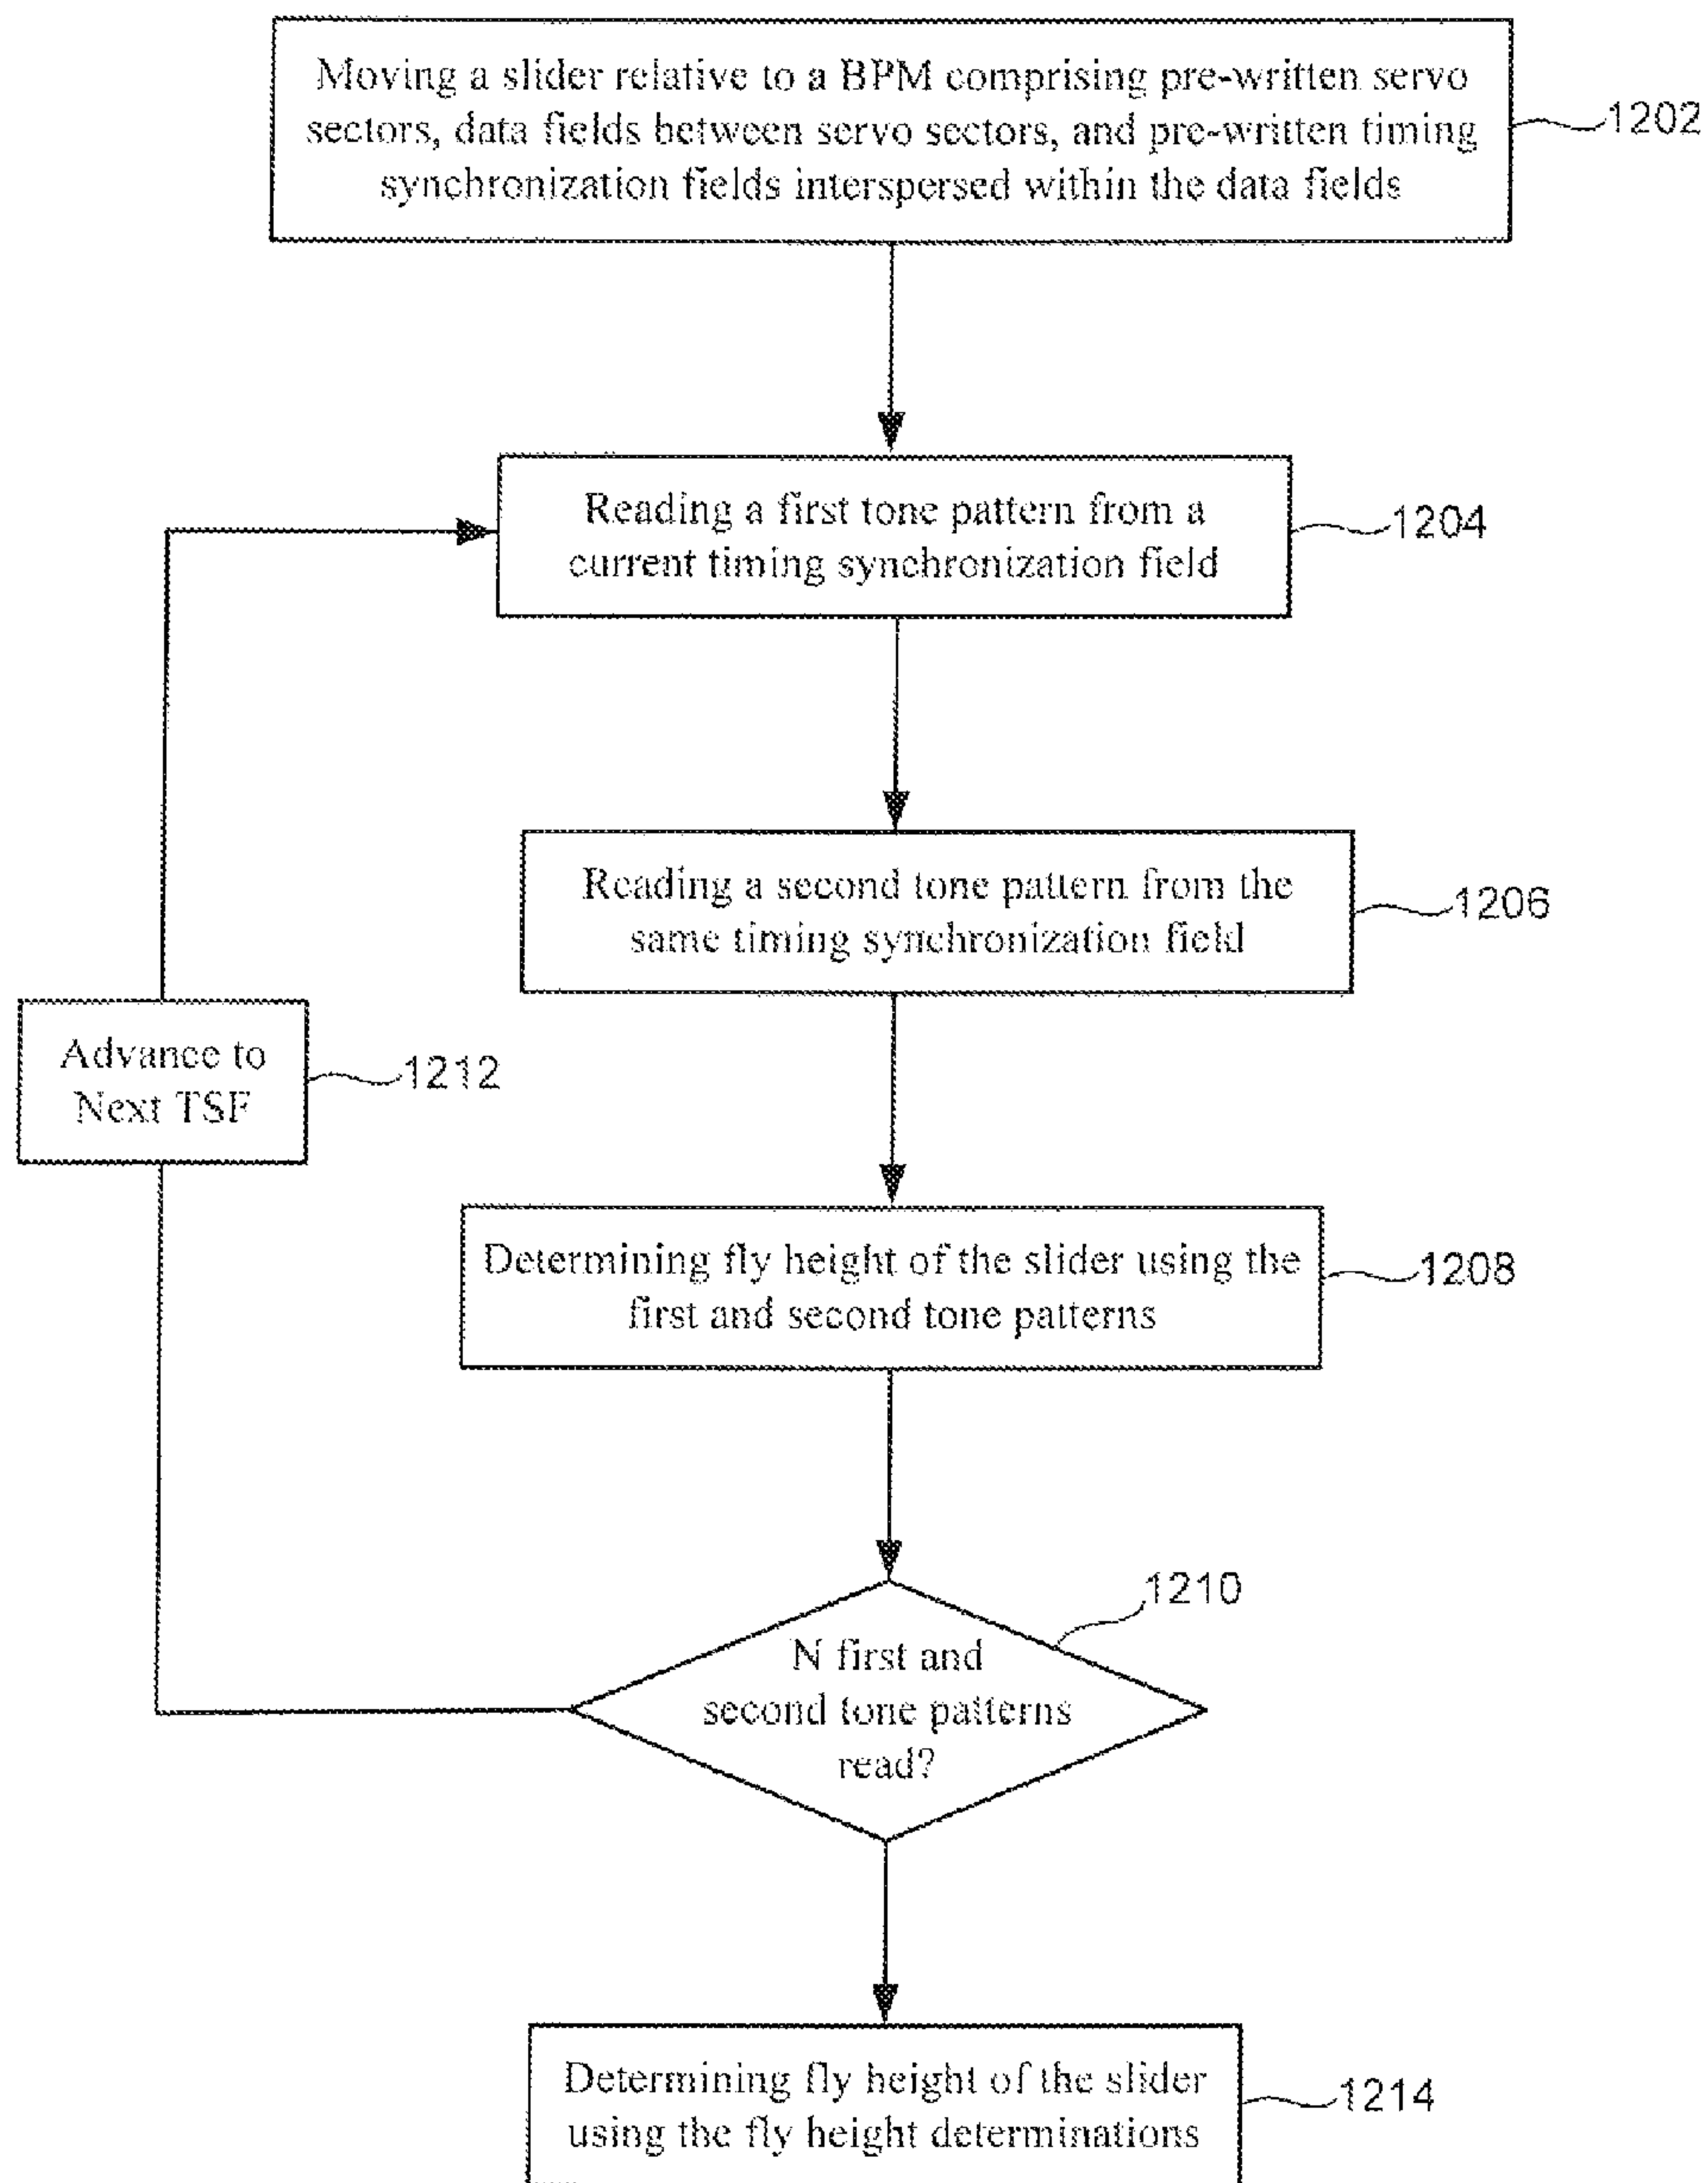 Moving a slider relative to a BPM comprising pre-written servo
sectors, data fields between servo sectors, and pre-written timing
synchronization fields interspersed within the data fields
1202
Reading a first tone pattern from a
current timing synchronization field
1204
Reading a second tone pattern from the
same timing synchronization field
1206
Advance to
Next TSF
1212
Determining fly height of the slider using the
first and second tone patterns
1208
N first and
second tone patterns
read?
1210
Determining fly height of the slider
using the fly height determinations
1214